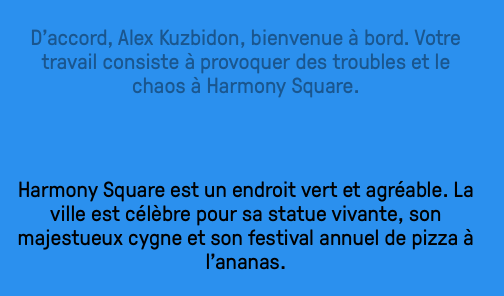 D’accord, Alex Kuzbidon, bienvenue à bord. Votre
travail consiste à provoquer des troubles et le
chaos à Harmony Square.
Harmony Square est un endroit vert et agréable. La
ville est célèbre pour sa statue vivante, son
majestueux cygne et son festival annuel de pizza à
l’ananas.